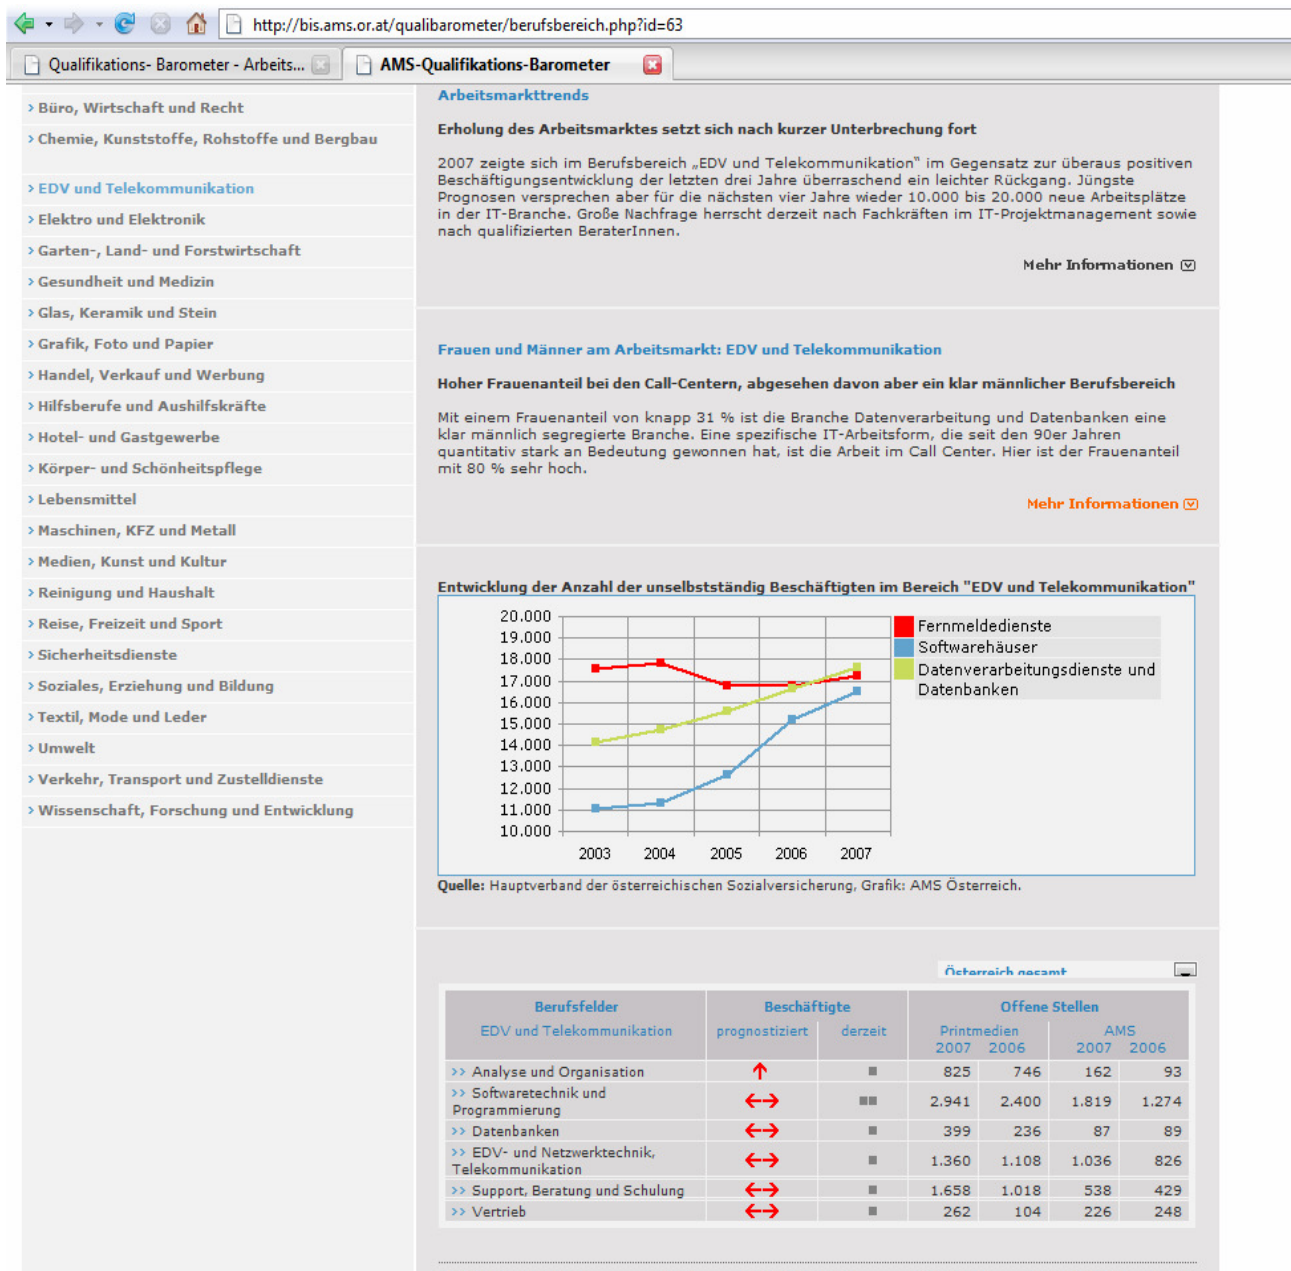 http://bis.ams.or.at/qualibarometer/berufsbereich.php?id=63
Qualifikations- Barometer - Arbeits...
AMS-Qualifikations-Barometer
> Büro, Wirtschaft und Recht
> Chemie, Kunststoffe, Rohstoffe und Bergbau
> EDV und Telekommunikation
> Elektro und Elektronik
> Garten-, Land- und Forstwirtschaft
> Gesundheit und Medizin
> Glas, Keramik und Stein
> Grafik, Foto und Papier
> Handel, Verkauf und Werbung
> Hilfsberufe und Aushilfskräfte
> Hotel- und Gastgewerbe
> Körper- und Schönheitspflege
> Lebensmittel
> Maschinen, KFZ und Metall
> Medien, Kunst und Kultur
> Reinigung und Haushalt
> Reise, Freizeit und Sport
> Sicherheitsdienste
> Soziales, Erziehung und Bildung
> Textil, Mode und Leder
> Umwelt
> Verkehr, Transport und Zustelldienste
> Wissenschaft, Forschung und Entwicklung
Arbeitsmarkttrends
Erholung des Arbeitsmarktes setzt sich nach kurzer Unterbrechung fort
2007 zeigte sich im Berufsbereich „EDV und Telekommunikation“ im Gegensatz zur überaus positiven
Beschäftigungsentwicklung der letzten drei Jahre überraschend ein leichter Rückgang. Jüngste
Prognosen versprechen aber für die nächsten vier Jahre wieder 10.000 bis 20.000 neue Arbeitsplätze
in der IT-Branche. Große Nachfrage herrscht derzeit nach Fachkräften im IT-Projektmanagement sowie
nach qualifizierten BeraterInnen.
Mehr Informationen
Frauen und Männer am Arbeitsmarkt: EDV und Telekommunikation
Hoher Frauenanteil bei den Call-Centern, abgesehen davon aber ein klar männlicher Berufsbereich
Mit einem Frauenanteil von knapp 31 % ist die Branche Datenverarbeitung und Datenbanken eine
klar männlich segregierte Branche. Eine spezifische IT-Arbeitsform, die seit den 90er Jahren
quantitativ stark an Bedeutung gewonnen hat, ist die Arbeit im Call Center. Hier ist der Frauenanteil
mit 80 % sehr hoch.
Mehr Informationen
Entwicklung der Anzahl der unselbstständig Beschäftigten im Bereich "EDV und Telekommunikation"
20.000
19.000
18.000
17.000
16.000
15.000
14.000
13.000
12.000
11.000
10.000
2003 2004 2005 2006 2007
Fernmeldedienste
Softwarehäuser
Datenverarbeitungsdienste und
Datenbanken
Quelle: Hauptverband der österreichischen Sozialversicherung, Grafik: AMS Österreich.
Österreich gesamt
Berufsfelder Beschäftigte Offene Stellen
EDV und Telekommunikation prognostiziert derzeit Printmedien AMS
2007 2006 2007 2006
>> Analyse und Organisation 825 746 162 93
>> Softwaretechnik und
Programmierung 2.941 2.400 1.819 1.274
>> Datenbanken 399 236 87 89
>> EDV- und Netzwerktechnik,
Telekommunikation 1.360 1.108 1.036 826
>> Support, Beratung und Schulung 1.658 1.018 538 429
>> Vertrieb 262 104 226 248